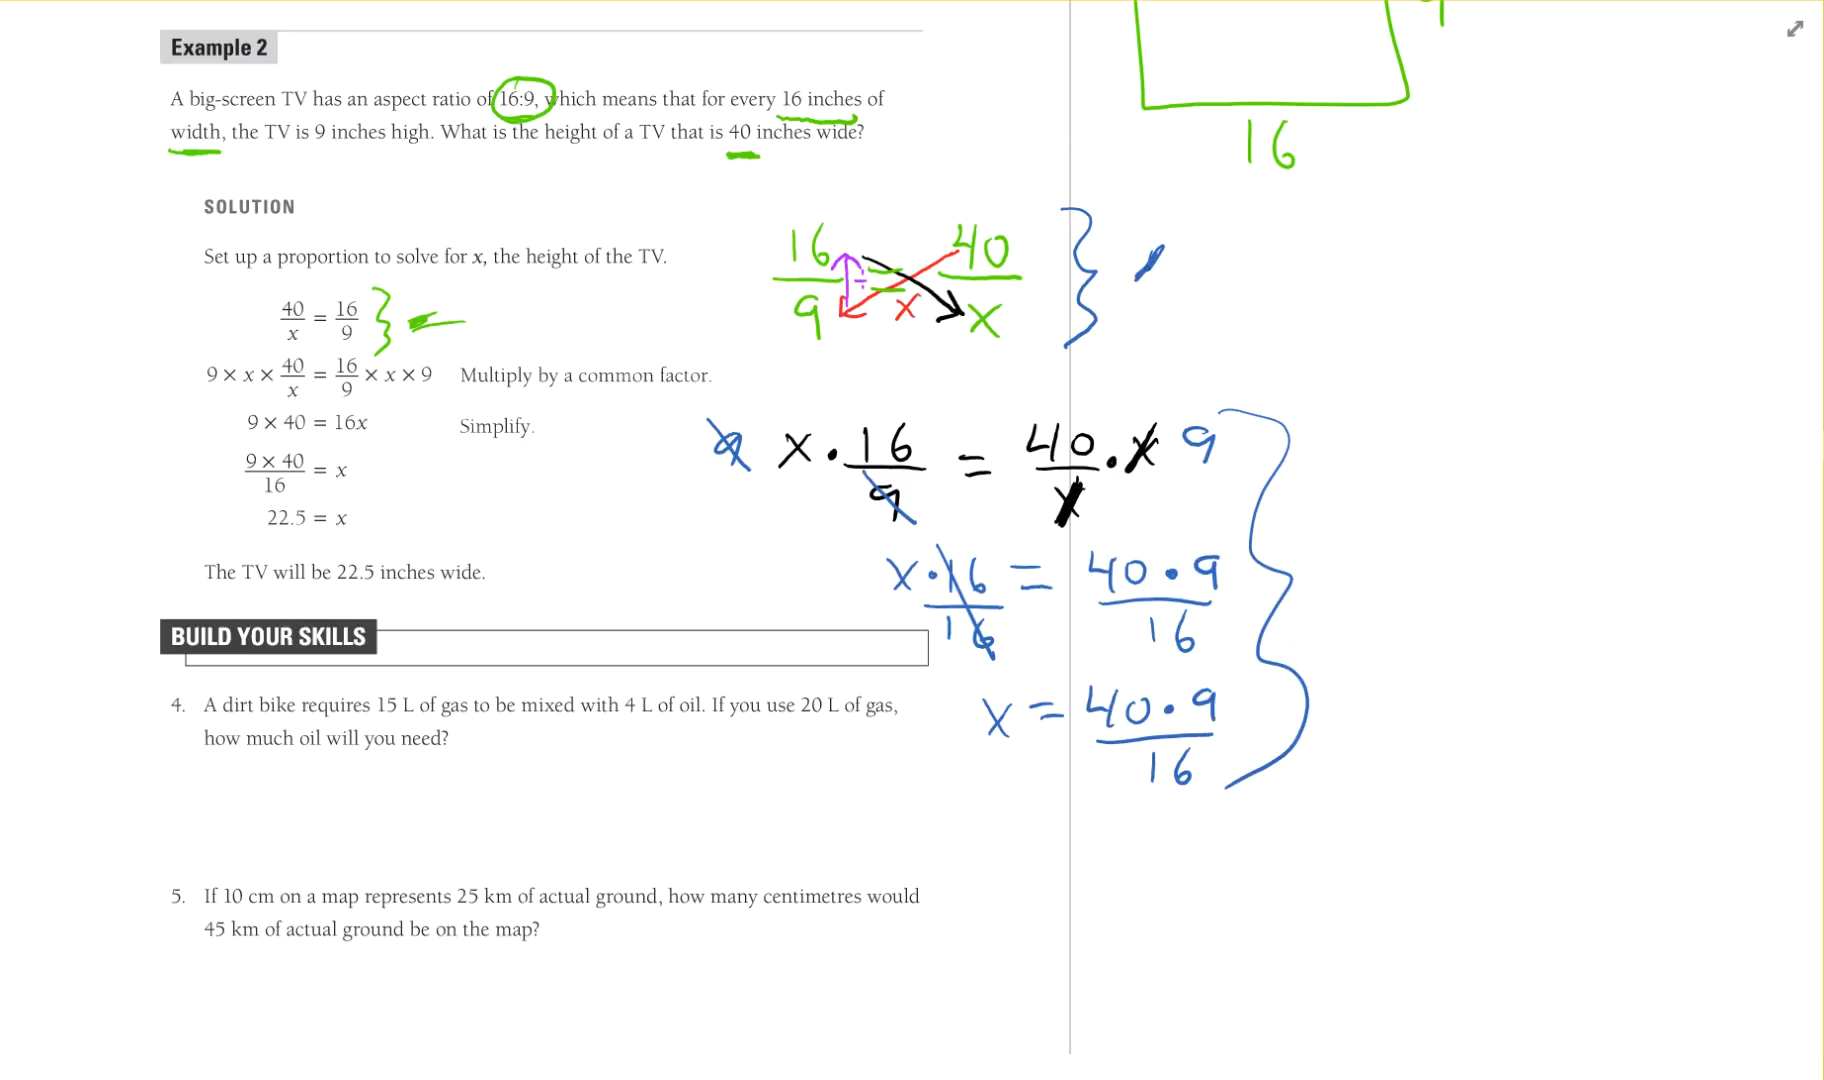 Example 2
A big-screen TV has an aspect ratio of 16:9, which means that for every 16 inches of
width, the TV is 9 inches high. What is the height of a TV that is 40 inches wide?
16
SOLUTION
Set up a proportion to solve for x, the height of the TV.
40/x = 16/9
9 × x × 40/x = 16/9 × x × 9 Multiply by a common factor.
9 × 40 = 16x Simplify.
(9 × 40)/16 = x
22.5 = x
The TV will be 22.5 inches wide.
16/9 = 40/x
÷ x
9 x · 16/9 = 40/x · x 9
x · 16/16 = 40 · 9/16
x = 40 · 9/16
BUILD YOUR SKILLS
4. A dirt bike requires 15 L of gas to be mixed with 4 L of oil. If you use 20 L of gas,
how much oil will you need?
5. If 10 cm on a map represents 25 km of actual ground, how many centimetres would
45 km of actual ground be on the map?